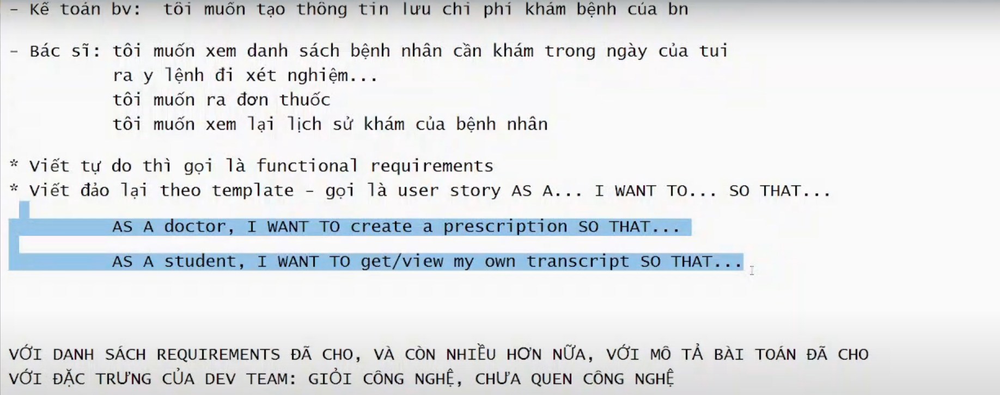 - Kế toán bv:  tôi muốn tạo thông tin lưu chi phí khám bệnh của bn
- Bác sĩ: tôi muốn xem danh sách bệnh nhân cần khám trong ngày của tui
ra y lệnh đi xét nghiệm...
tôi muốn ra đơn thuốc
tôi muốn xem lại lịch sử khám của bệnh nhân
* Viết tự do thì gọi là functional requirements
* Viết đảo lại theo template - gọi là user story AS A... I WANT TO... SO THAT...
AS A doctor, I WANT TO create a prescription SO THAT...
AS A student, I WANT TO get/view my own transcript SO THAT...
VỚI DANH SÁCH REQUIREMENTS ĐÃ CHO, VÀ CÒN NHIỀU HƠN NỮA, VỚI MÔ TẢ BÀI TOÁN ĐÃ CHO
VỚI ĐẶC TRƯNG CỦA DEV TEAM: GIỎI CÔNG NGHỆ, CHƯA QUEN CÔNG NGHỆ